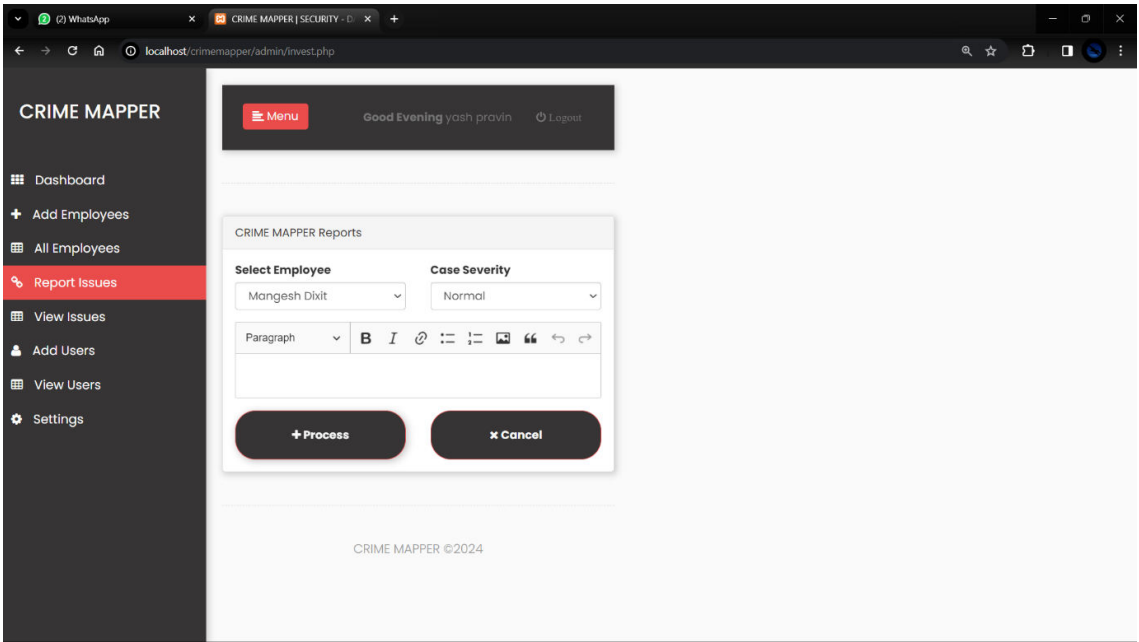 (2) WhatsApp
CRIME MAPPER | SECURITY - D
localhost/crimemapper/admin/invest.php
CRIME MAPPER
Dashboard
Add Employees
All Employees
Report Issues
View Issues
Add Users
View Users
Settings
Menu
Good Evening yash pravin
Logout
CRIME MAPPER Reports
Select Employee
Case Severity
Mangesh Dixit
Normal
Paragraph
Process
Cancel
CRIME MAPPER ©2024